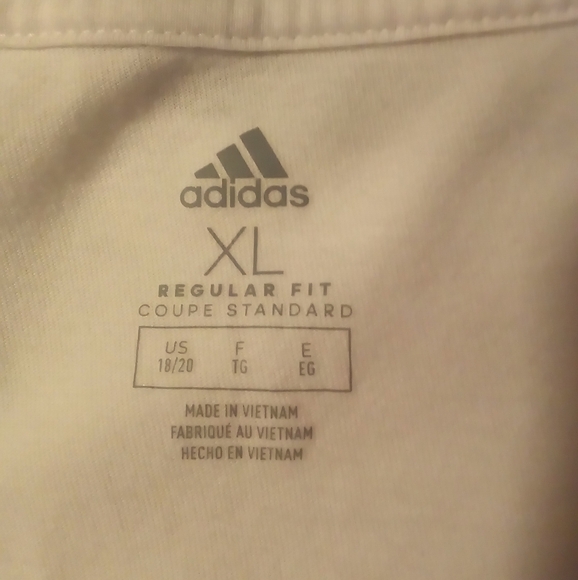 adidas
XL
REGULAR FIT
COUPE STANDARD
US F E
18/20 TG EG
MADE IN VIETNAM
FABRIQUÉ AU VIETNAM
HECHO EN VIETNAM